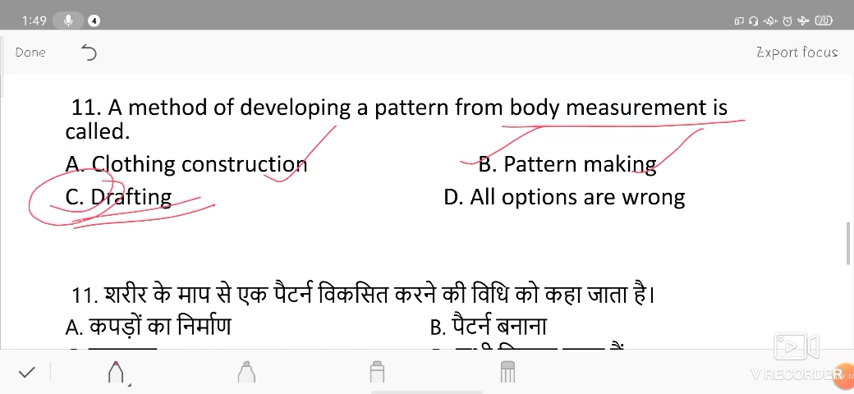 1:49
4
Done
Export focus
11. A method of developing a pattern from body measurement is
called.
A. Clothing construction B. Pattern making
C. Drafting D. All options are wrong
11. शरीर के माप से एक पैटर्न विकसित करने की विधि को कहा जाता है।
A. कपड़ों का निर्माण B. पैटर्न बनाना
V RECORDER